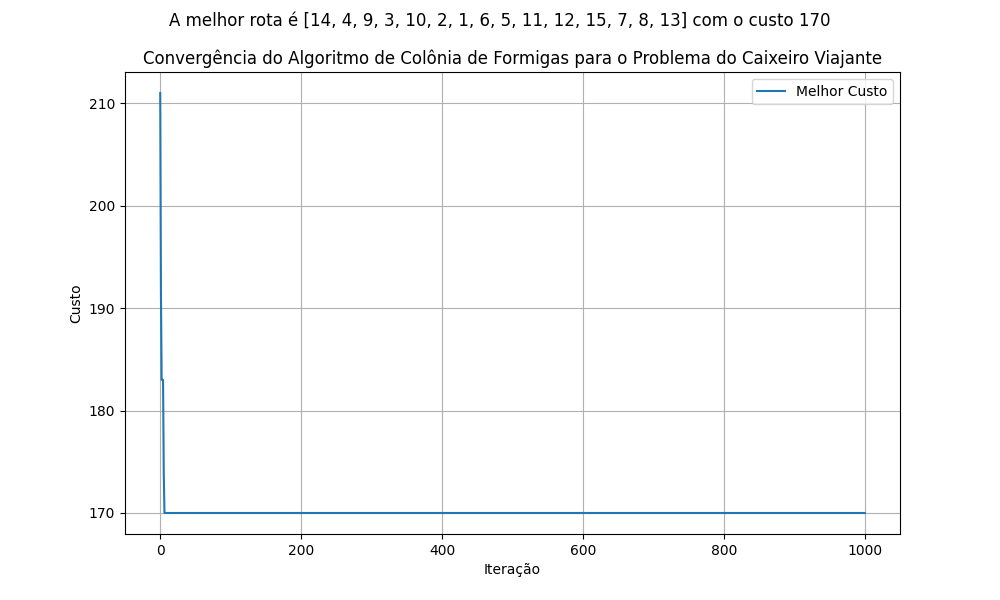 A melhor rota é [14, 4, 9, 3, 10, 2, 1, 6, 5, 11, 12, 15, 7, 8, 13] com o custo 170
Convergência do Algoritmo de Colônia de Formigas para o Problema do Caixeiro Viajante
Melhor Custo
210
200
190
180
170
Custo
0 200 400 600 800 1000
Iteração